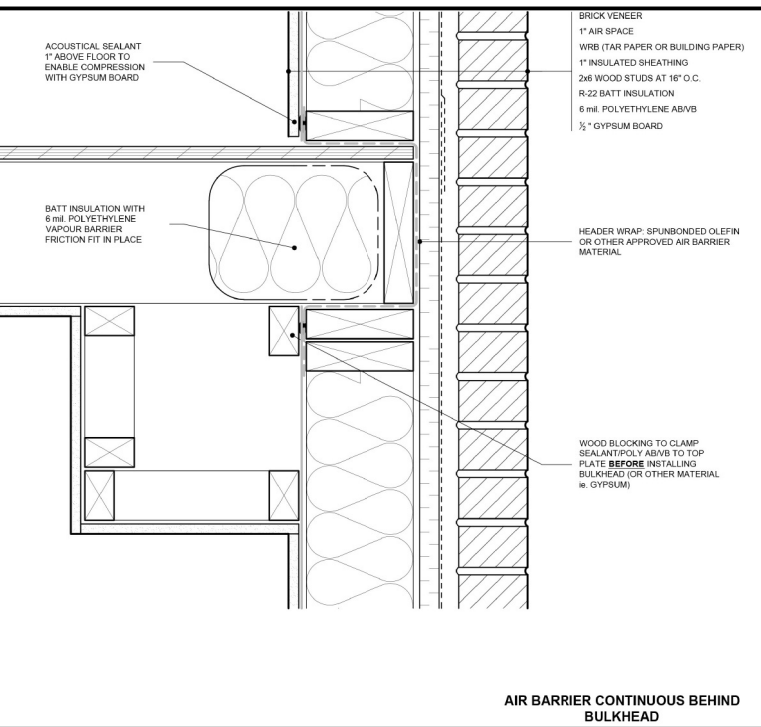 ACOUSTICAL SEALANT
1" ABOVE FLOOR TO
ENABLE COMPRESSION
WITH GYPSUM BOARD
BRICK VENEER
1" AIR SPACE
WRB (TAR PAPER OR BUILDING PAPER)
1" INSULATED SHEATHING
2x6 WOOD STUDS AT 16" O.C.
R-22 BATT INSULATION
6 mil. POLYETHYLENE AB/VB
½ " GYPSUM BOARD
BATT INSULATION WITH
6 mil. POLYETHYLENE
VAPOUR BARRIER
FRICTION FIT IN PLACE
HEADER WRAP: SPUNBONDED OLEFIN
OR OTHER APPROVED AIR BARRIER
MATERIAL
WOOD BLOCKING TO CLAMP
SEALANT/POLY AB/VB TO TOP
PLATE BEFORE INSTALLING
BULKHEAD (OR OTHER MATERIAL
ie. GYPSUM)
AIR BARRIER CONTINUOUS BEHIND
BULKHEAD